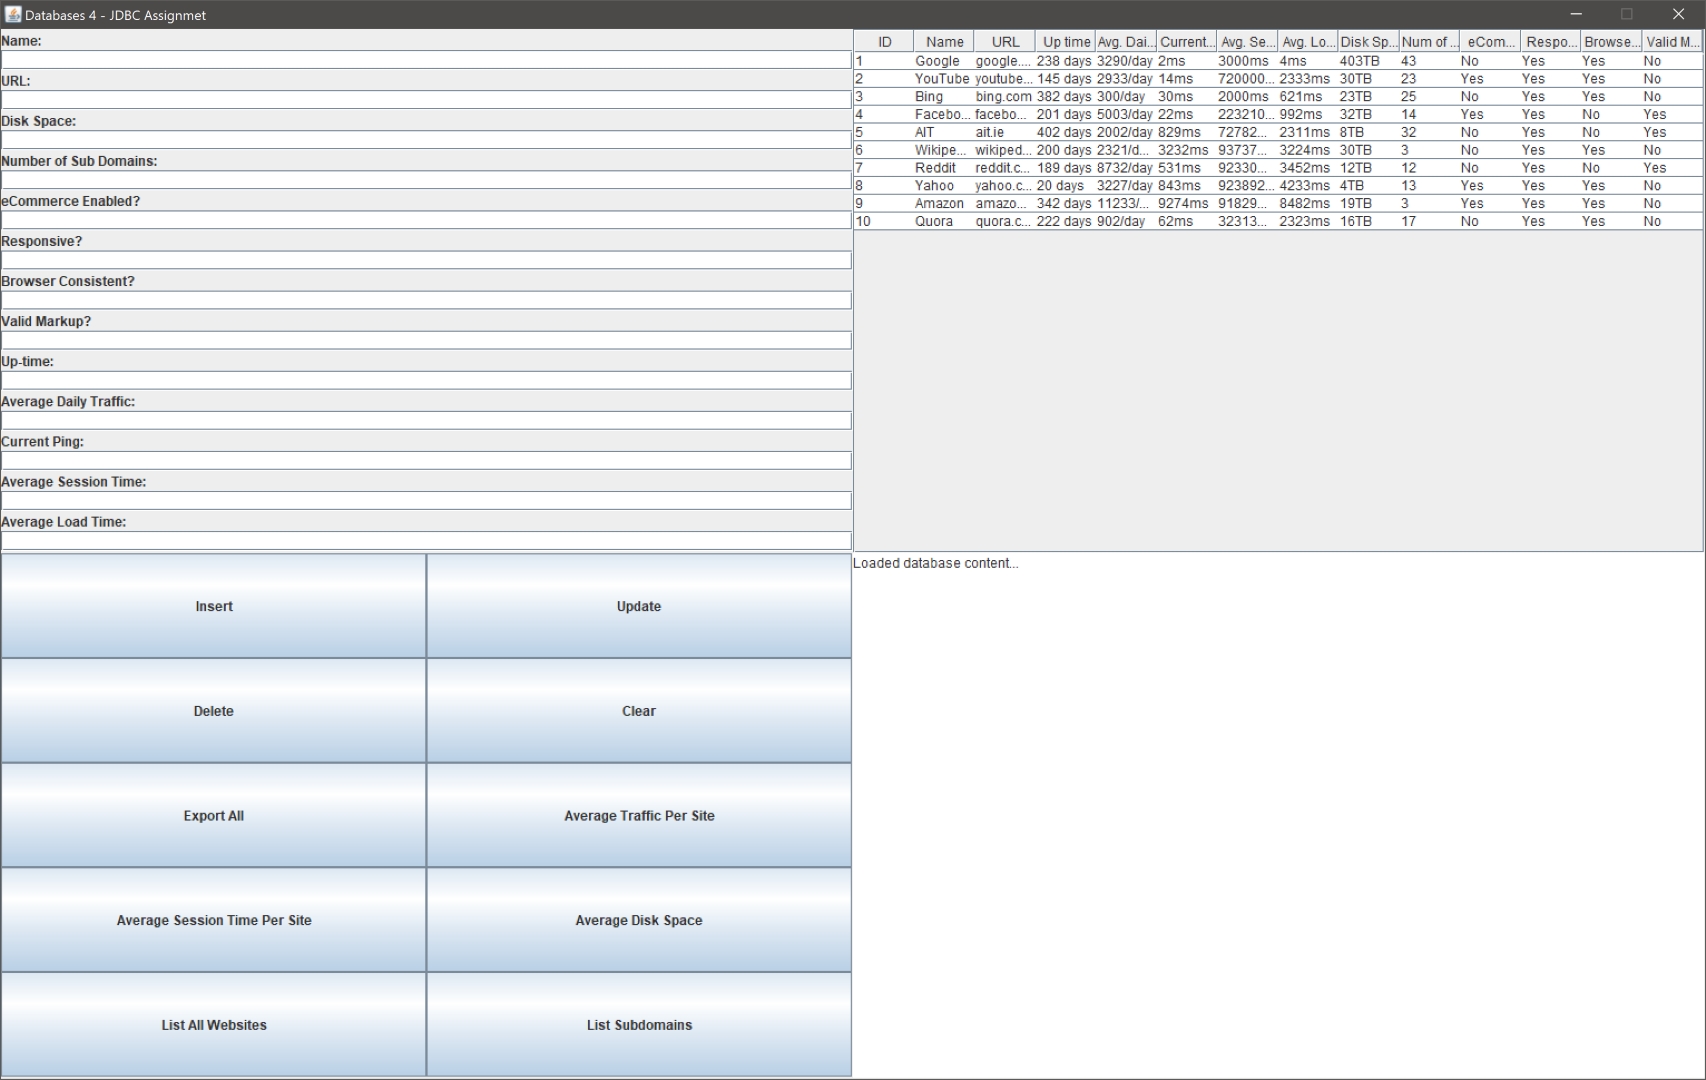 Databases 4 - JDBC Assignmet
Name:
URL:
Disk Space:
Number of Sub Domains:
eCommerce Enabled?
Responsive?
Browser Consistent?
Valid Markup?
Up-time:
Average Daily Traffic:
Current Ping:
Average Session Time:
Average Load Time:
Insert
Update
Delete
Clear
Export All
Average Traffic Per Site
Average Session Time Per Site
Average Disk Space
List All Websites
List Subdomains
ID Name URL Up time Avg. Dai... Current... Avg. Se... Avg. Lo... Disk Sp... Num of ... eCom... Respo... Browse... Valid M...
1 Google google.... 238 days 3290/day 2ms 3000ms 4ms 403TB 43 No Yes Yes No
2 YouTube youtube... 145 days 2933/day 14ms 720000... 2333ms 30TB 23 Yes Yes Yes No
3 Bing bing.com 382 days 300/day 30ms 2000ms 621ms 23TB 25 No Yes Yes No
4 Facebo... facebo... 201 days 5003/day 22ms 223210... 992ms 32TB 14 Yes Yes No Yes
5 AIT ait.ie 402 days 2002/day 829ms 72782... 2311ms 8TB 32 No Yes No Yes
6 Wikipe... wikiped... 200 days 2321/d... 3232ms 93737... 3224ms 30TB 3 No Yes Yes No
7 Reddit reddit.c... 189 days 8732/day 531ms 92330... 3452ms 12TB 12 No Yes No Yes
8 Yahoo yahoo.c... 20 days 3227/day 843ms 923892... 4233ms 4TB 13 Yes Yes Yes No
9 Amazon amazo... 342 days 11233/... 9274ms 91829... 8482ms 19TB 3 Yes Yes Yes No
10 Quora quora.c... 222 days 902/day 62ms 32313... 2323ms 16TB 17 No Yes Yes No
Loaded database content...